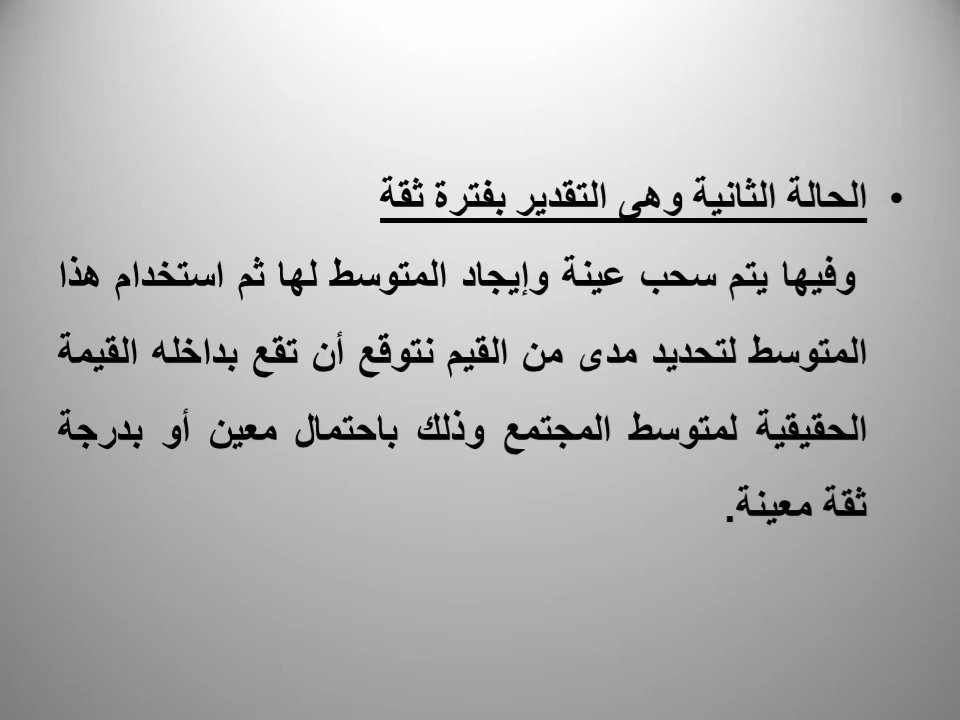 • الحالة الثانية وهى التقدير بفترة ثقة
وفيها يتم سحب عينة وإيجاد المتوسط لها ثم استخدام هذا
المتوسط لتحديد مدى من القيم نتوقع أن تقع بداخله القيمة
الحقيقية لمتوسط المجتمع وذلك باحتمال معين أو بدرجة
ثقة معينة.